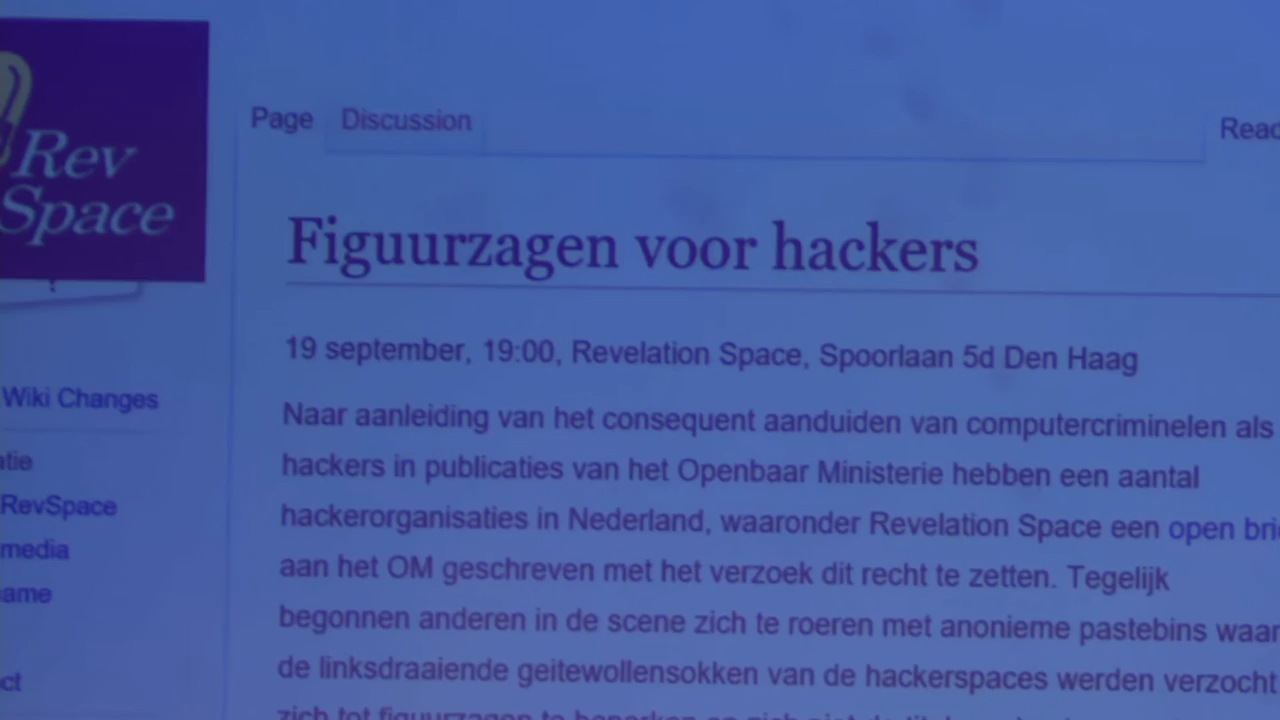 Rev
Space
Page Discussion
Figuurzagen voor hackers
19 september, 19:00, Revelation Space, Spoorlaan 5d Den Haag
Wiki Changes
RevSpace
Naar aanleiding van het consequent aanduiden van computercriminelen als
hackers in publicaties van het Openbaar Ministerie hebben een aantal
hackerorganisaties in Nederland, waaronder Revelation Space een open
aan het OM geschreven met het verzoek dit recht te zetten. Tegelijk
begonnen anderen in de scene zich te roeren met anonieme pastebins
de linksdraaiende geitewollensokken van de hackerspaces werden verzocht
zich tot figuurzagen te